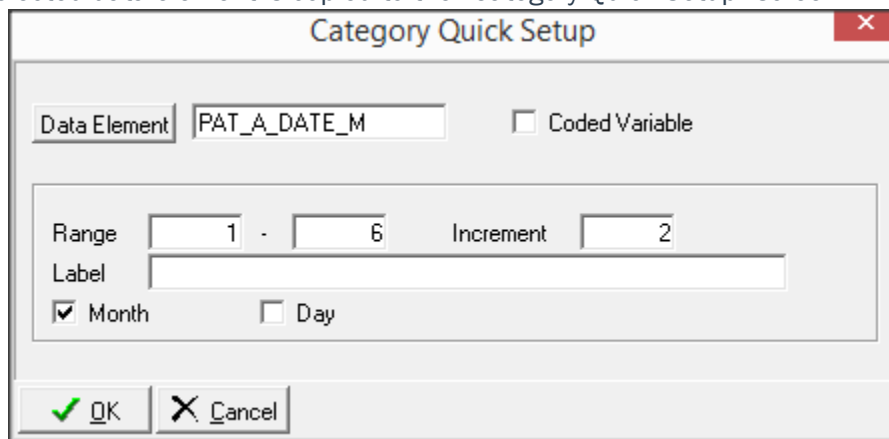 Category Quick Setup
Data Element PAT_A_DATE_M Coded Variable
Range 1 - 6 Increment 2
Label
Month Day
OK Cancel